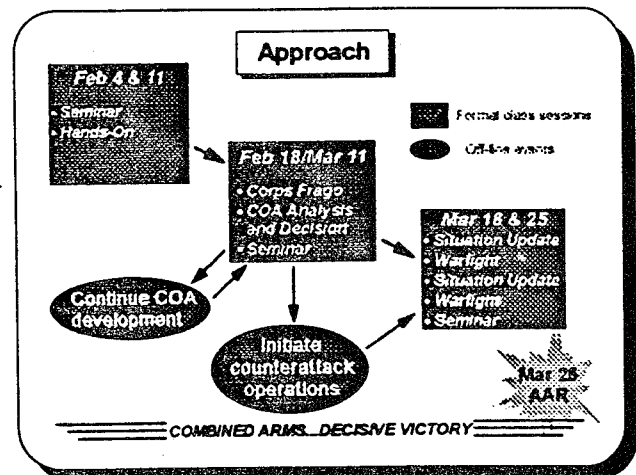 Approach
Feb 4 & 11
• Seminar
• Hands-On
Formal class sessions
Off-line events
Feb 18/Mar 11
• Corps Frago
• COA Analysis
and Decision
• Seminar
Mar 18 & 25
• Situation Update
• Warfight
• Situation Update
• Warfight
• Seminar
Continue COA
development
Initiate
counterattack
operations
Mar 25
AAR
COMBINED ARMS...DECISIVE VICTORY